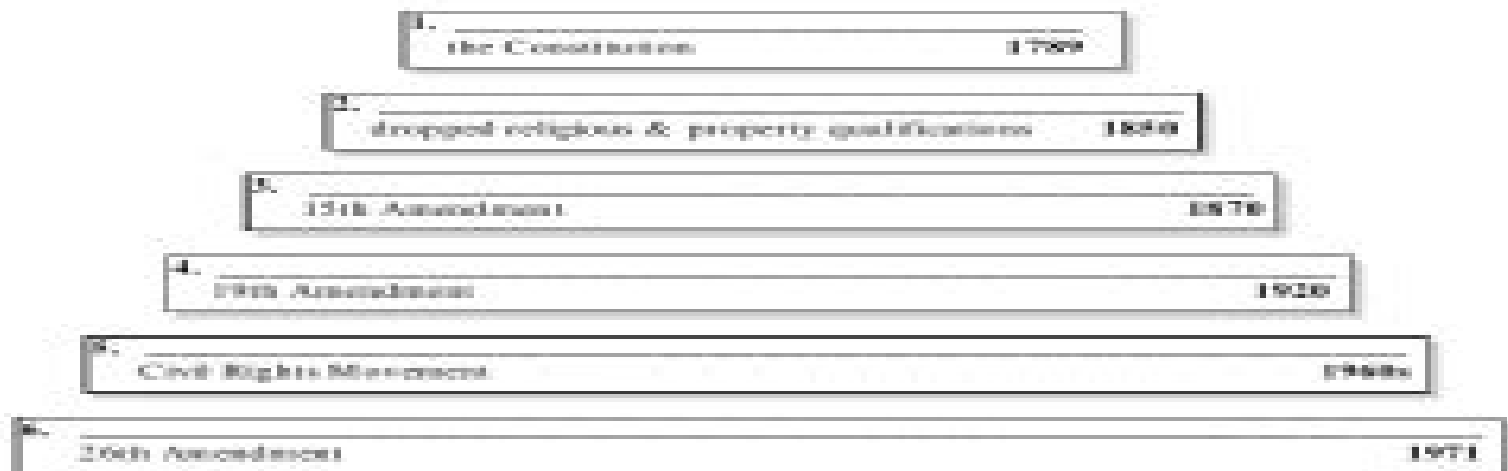 1.
the Constitution 1789
2.
dropped religious & property qualifications 1850
3.
15th Amendment 1870
4.
19th Amendment 1920
5.
Civil Rights Movement 1960s
6.
26th Amendment 1971